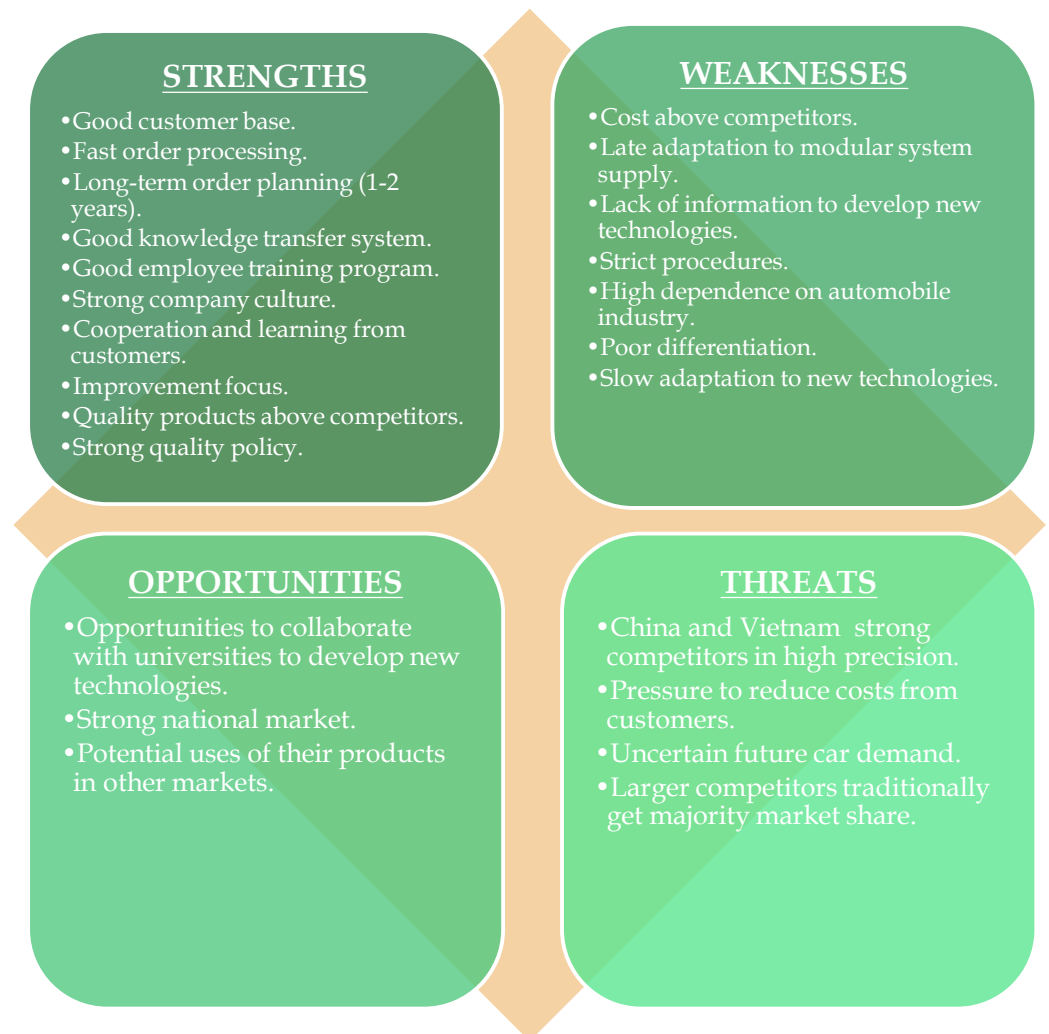 STRENGTHS
•Good customer base.
•Fast order processing.
•Long-term order planning (1-2
years).
•Good knowledge transfer system.
•Good employee training program.
•Strong company culture.
•Cooperation and learning from
customers.
•Improvement focus.
•Quality products above competitors.
•Strong quality policy.
WEAKNESSES
•Cost above competitors.
•Late adaptation to modular system
supply.
•Lack of information to develop new
technologies.
•Strict procedures.
•High dependence on automobile
industry.
•Poor differentiation.
•Slow adaptation to new technologies.
OPPORTUNITIES
•Opportunities to collaborate
with universities to develop new
technologies.
•Strong national market.
•Potential uses of their products
in other markets.
THREATS
•China and Vietnam strong
competitors in high precision.
•Pressure to reduce costs from
customers.
•Uncertain future car demand.
•Larger competitors traditionally
get majority market share.